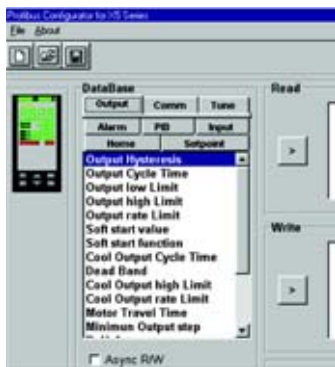 Profibus Configurator for XS Series
File About
DataBase
Output Comm Tune
Alarm PID Input
Home Setpoint
Output Hysteresis
Output Cycle Time
Output low Limit
Output high Limit
Output rate Limit
Soft start value
Soft start function
Cool Output Cycle Time
Dead Band
Cool Output high Limit
Cool Output rate Limit
Motor Travel Time
Minimun Output step
Async R/W
Read
>
Write
>